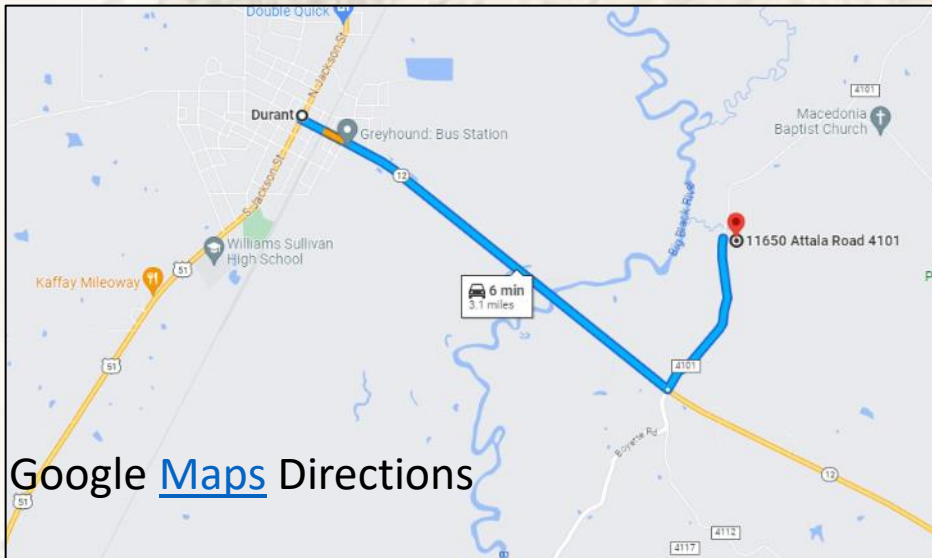 Double Quick
N. Jackson St
Durant
Greyhound: Bus Station
4101
Macedonia
Baptist Church
12
S. Jackson St
Big Black River
Williams Sullivan
High School
11650 Attala Road 4101
51
Kaffay Mileoway
6 min
3.1 miles
P
51
4101
Boyette Rd
Google Maps Directions
12
51
4112
4117
B